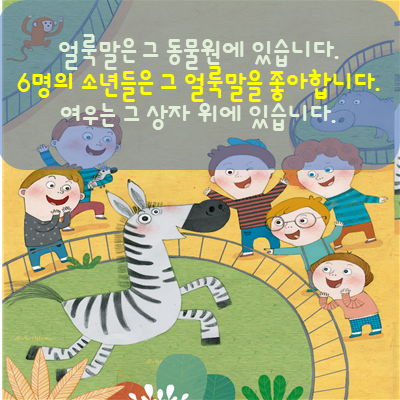 얼룩말은 그 동물원에 있습니다.
6명의 소년들은 그 얼룩말을 좋아합니다.
여우는 그 상자 위에 있습니다.